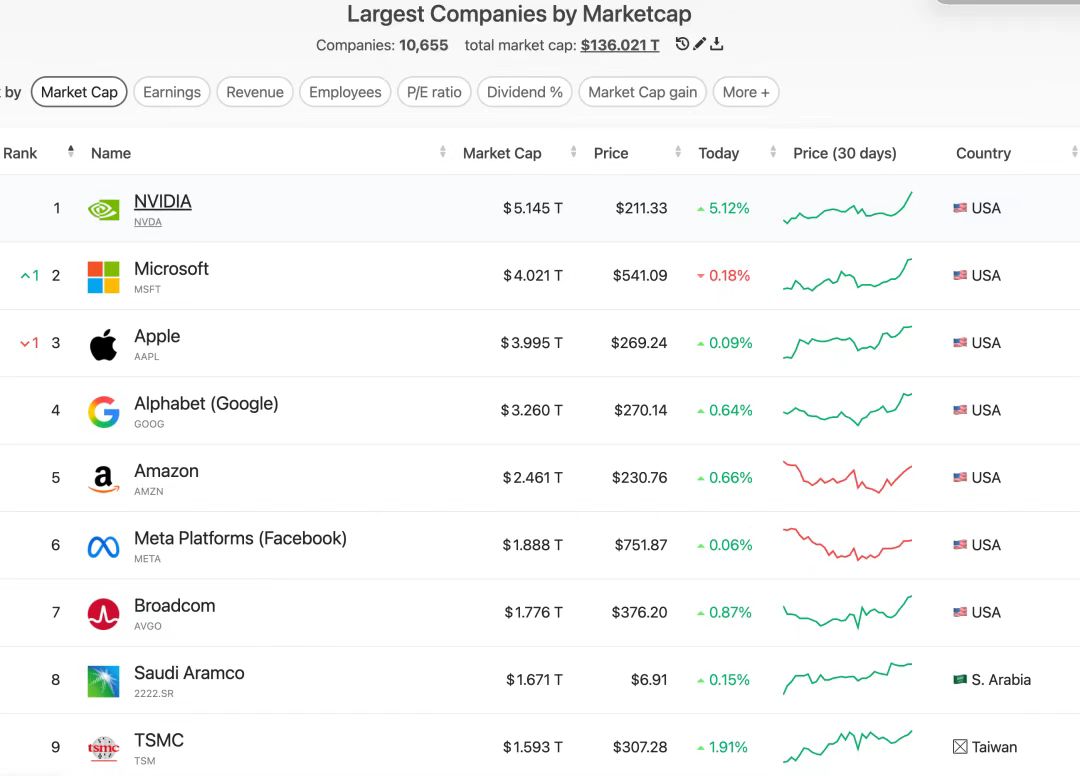 Largest Companies by Marketcap
Companies: 10,655 total market cap: $136.021 T
by Market Cap Earnings Revenue Employees P/E ratio Dividend % Market Cap gain More +
Rank Name Market Cap Price Today Price (30 days) Country
1 NVIDIA $5.145 T $211.33 5.12% USA
NVDA
1 2 Microsoft $4.021 T $541.09 0.18% USA
MSFT
1 3 Apple $3.995 T $269.24 0.09% USA
AAPL
4 Alphabet (Google) $3.260 T $270.14 0.64% USA
GOOG
5 Amazon $2.461 T $230.76 0.66% USA
AMZN
6 Meta Platforms (Facebook) $1.888 T $751.87 0.06% USA
META
7 Broadcom $1.776 T $376.20 0.87% USA
AVGO
8 Saudi Aramco $1.671 T $6.91 0.15% S. Arabia
2222.SR
9 tsmc TSMC $1.593 T $307.28 1.91% Taiwan
TSM